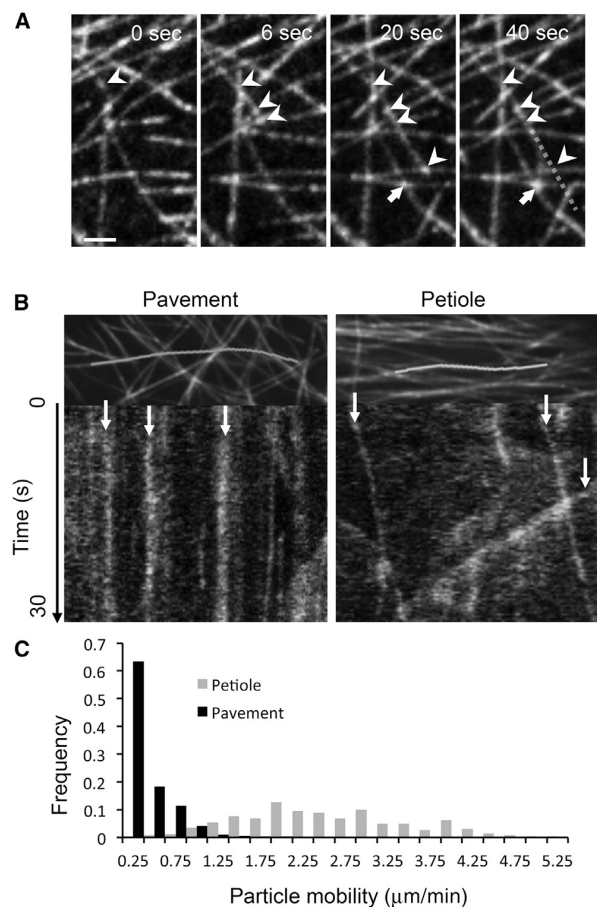 A
0 sec
6 sec
20 sec
40 sec
B
Pavement
Petiole
0
Time (s)
30
C
0.7
0.6
0.5
0.4
0.3
0.2
0.1
0
Frequency
Petiole
Pavement
0.25 0.75 1.25 1.75 2.25 2.75 3.25 3.75 4.25 4.75 5.25
Particle mobility (μm/min)